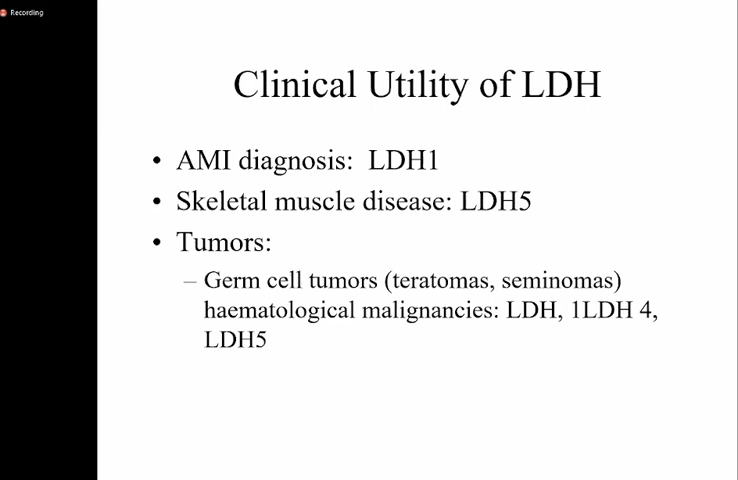 Recording
Clinical Utility of LDH
• AMI diagnosis: LDH1
• Skeletal muscle disease: LDH5
• Tumors:
– Germ cell tumors (teratomas, seminomas)
haematological malignancies: LDH, 1LDH 4,
LDH5